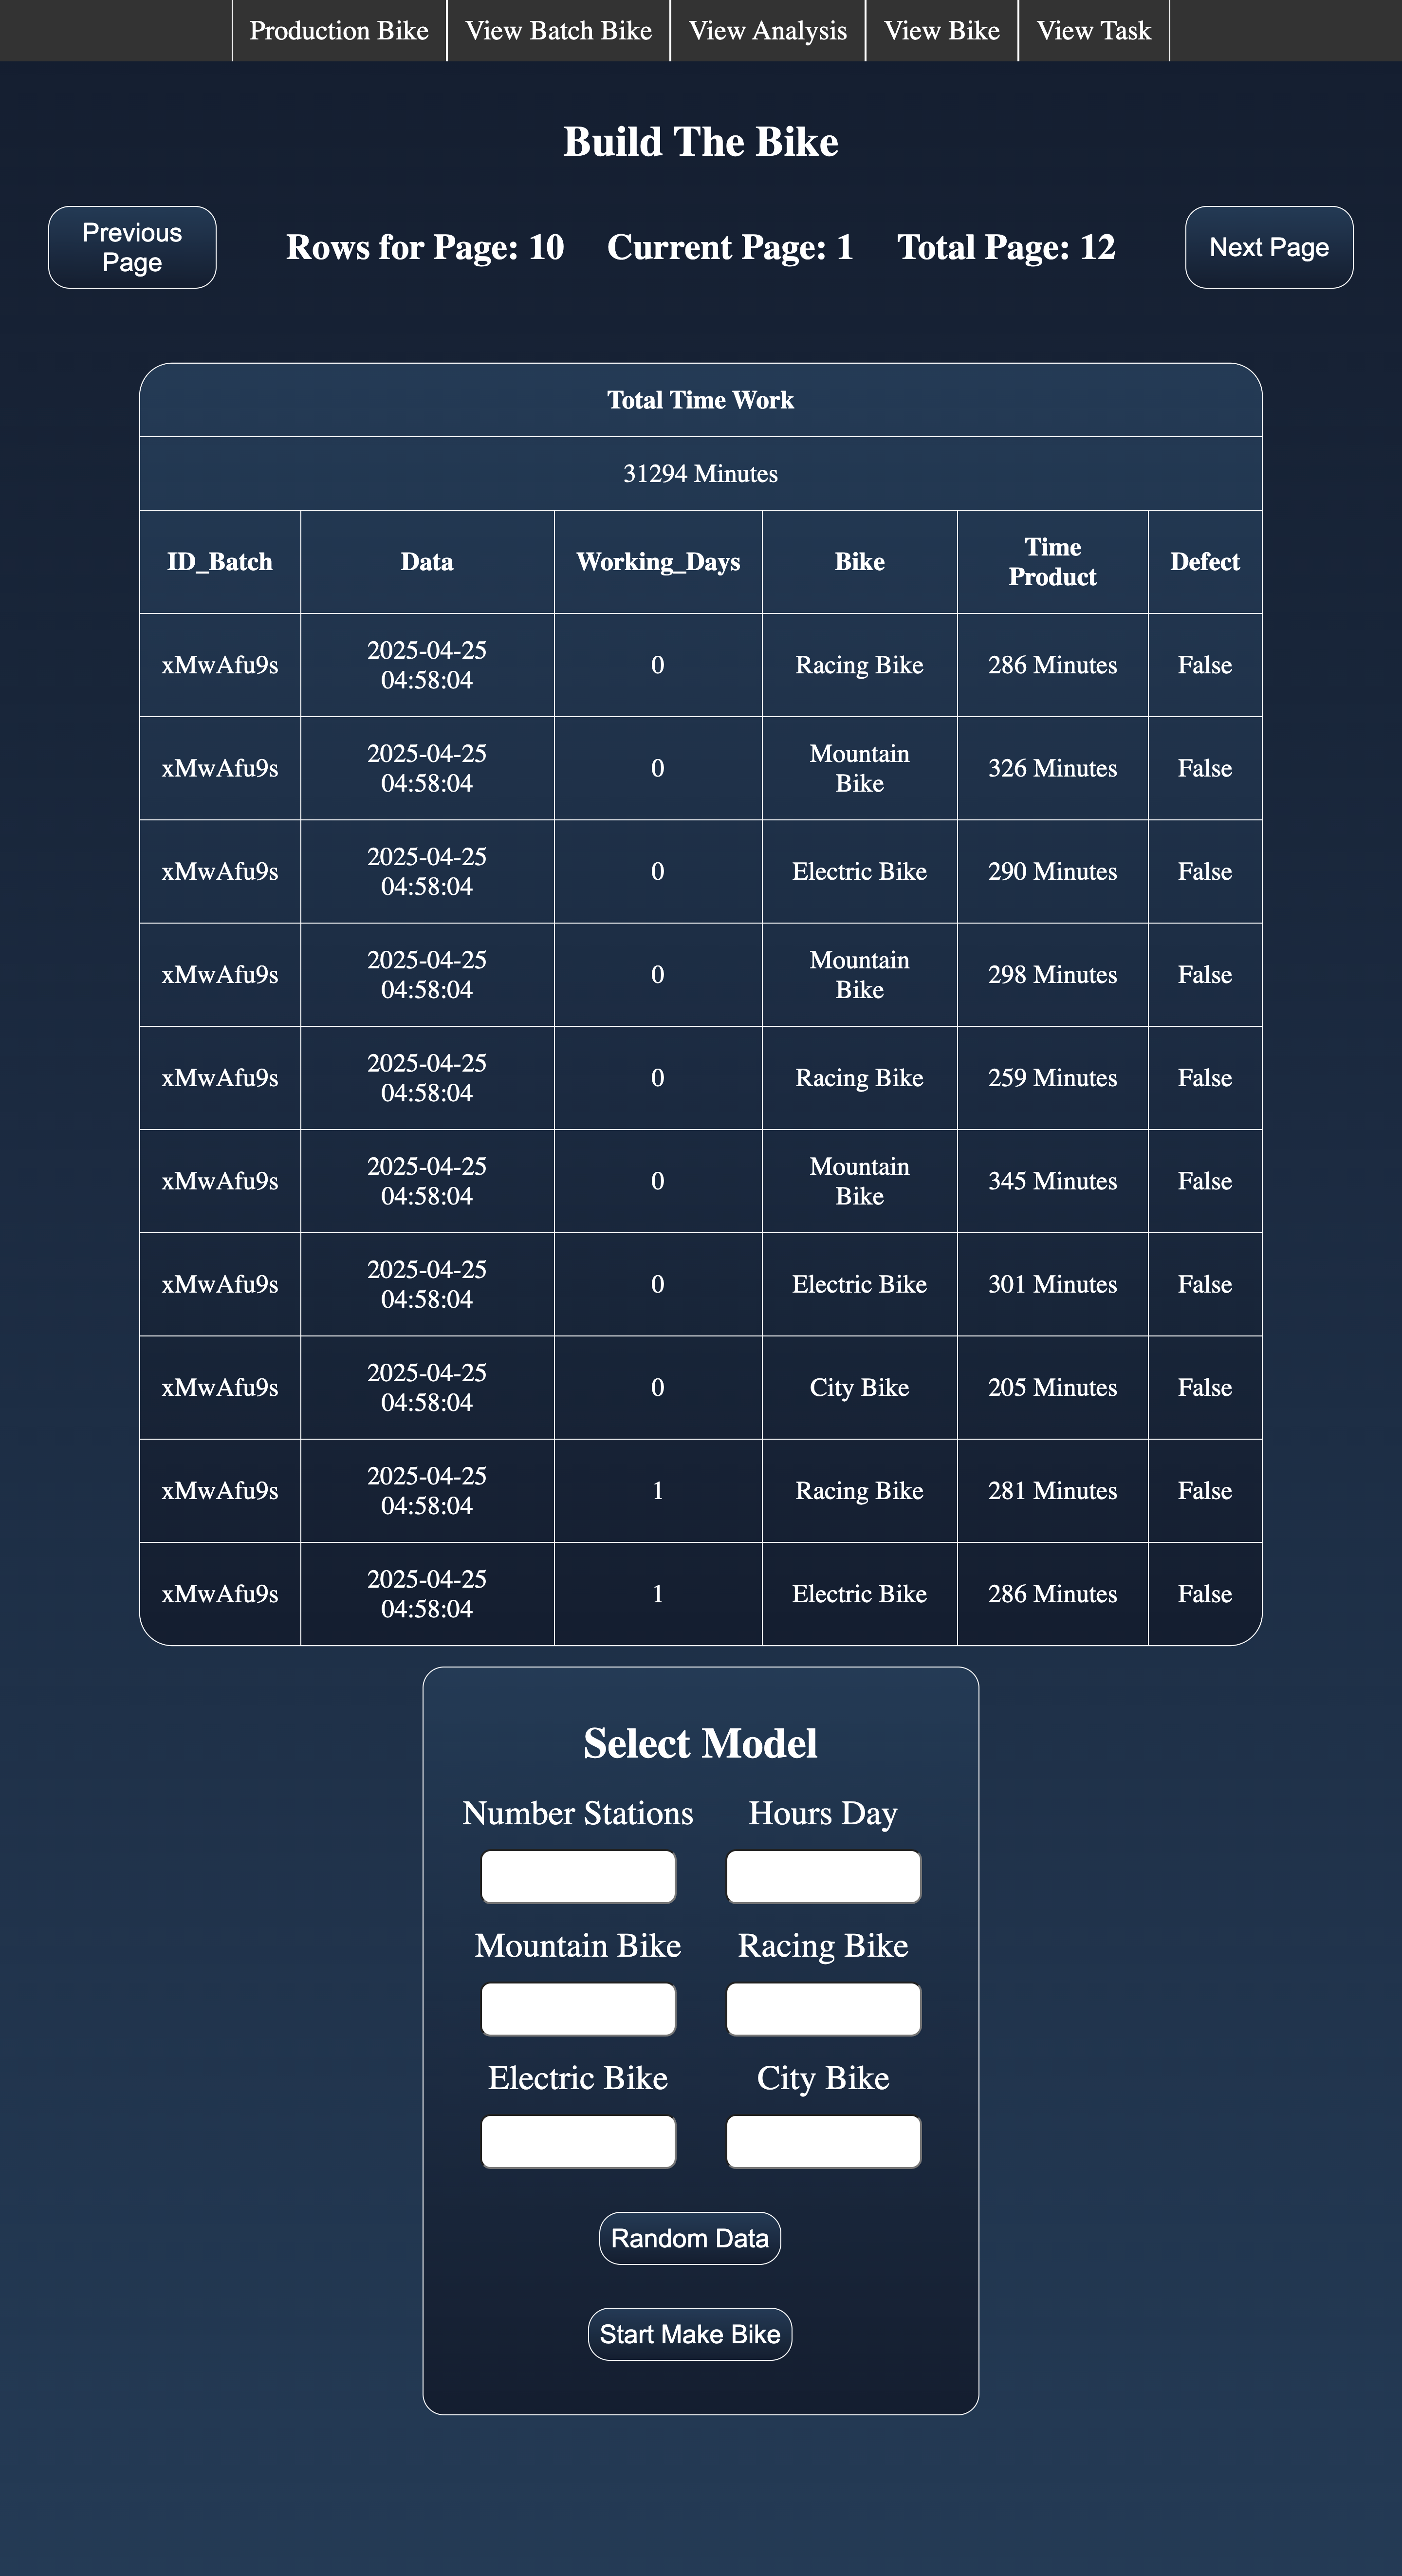 Production Bike
View Batch Bike
View Analysis
View Bike
View Task
Build The Bike
Previous
Page
Rows for Page: 10
Current Page: 1
Total Page: 12
Next Page
Total Time Work
31294 Minutes
ID_Batch
Data
Working_Days
Bike
Time
Product
Defect
xMwAfu9s
2025-04-25
04:58:04
0
Racing Bike
286 Minutes
False
xMwAfu9s
2025-04-25
04:58:04
0
Mountain
Bike
326 Minutes
False
xMwAfu9s
2025-04-25
04:58:04
0
Electric Bike
290 Minutes
False
xMwAfu9s
2025-04-25
04:58:04
0
Mountain
Bike
298 Minutes
False
xMwAfu9s
2025-04-25
04:58:04
0
Racing Bike
259 Minutes
False
xMwAfu9s
2025-04-25
04:58:04
0
Mountain
Bike
345 Minutes
False
xMwAfu9s
2025-04-25
04:58:04
0
Electric Bike
301 Minutes
False
xMwAfu9s
2025-04-25
04:58:04
0
City Bike
205 Minutes
False
xMwAfu9s
2025-04-25
04:58:04
1
Racing Bike
281 Minutes
False
xMwAfu9s
2025-04-25
04:58:04
1
Electric Bike
286 Minutes
False
Select Model
Number Stations
Hours Day
Mountain Bike
Racing Bike
Electric Bike
City Bike
Random Data
Start Make Bike